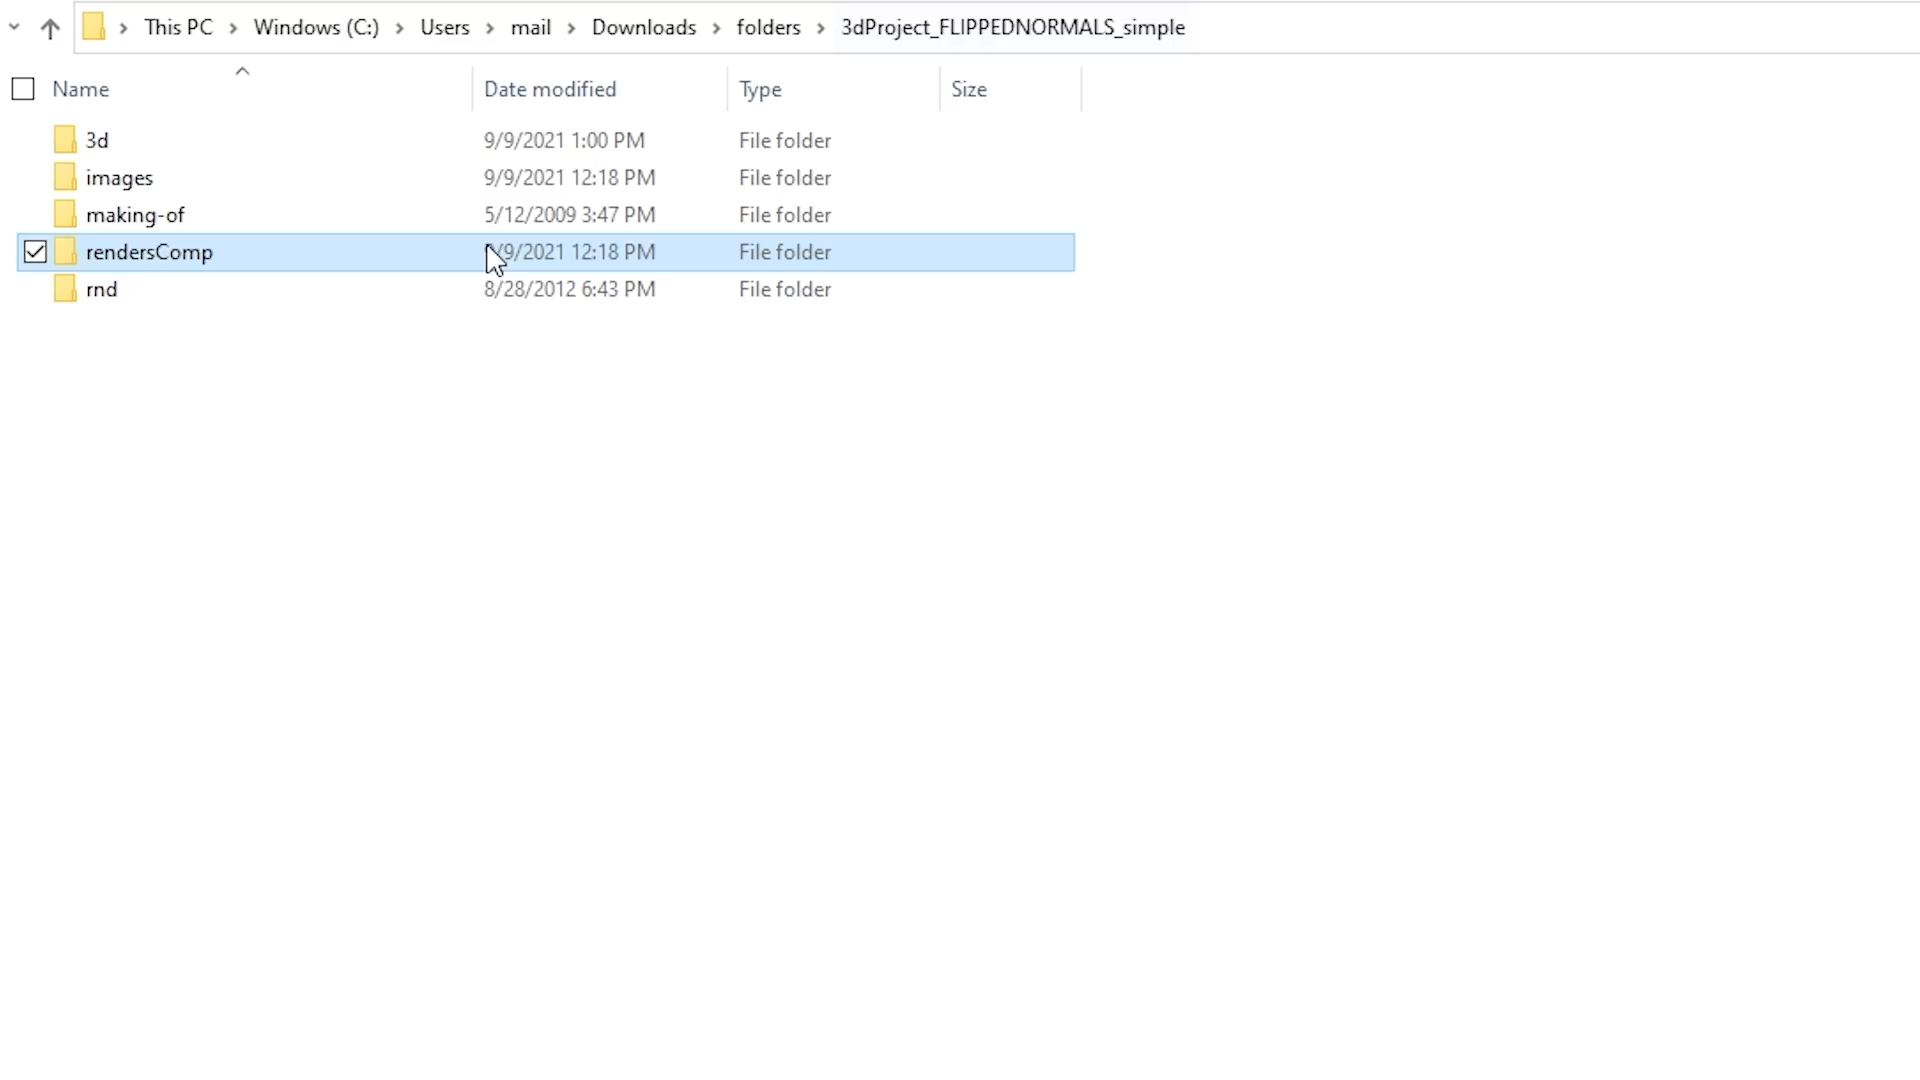 This PC > Windows (C:) > Users > mail > Downloads > folders > 3dProject_FLIPPEDNORMALS_simple
Name Date modified Type Size
3d 9/9/2021 1:00 PM File folder
images 9/9/2021 12:18 PM File folder
making-of 5/12/2009 3:47 PM File folder
rendersComp /9/2021 12:18 PM File folder
rnd 8/28/2012 6:43 PM File folder